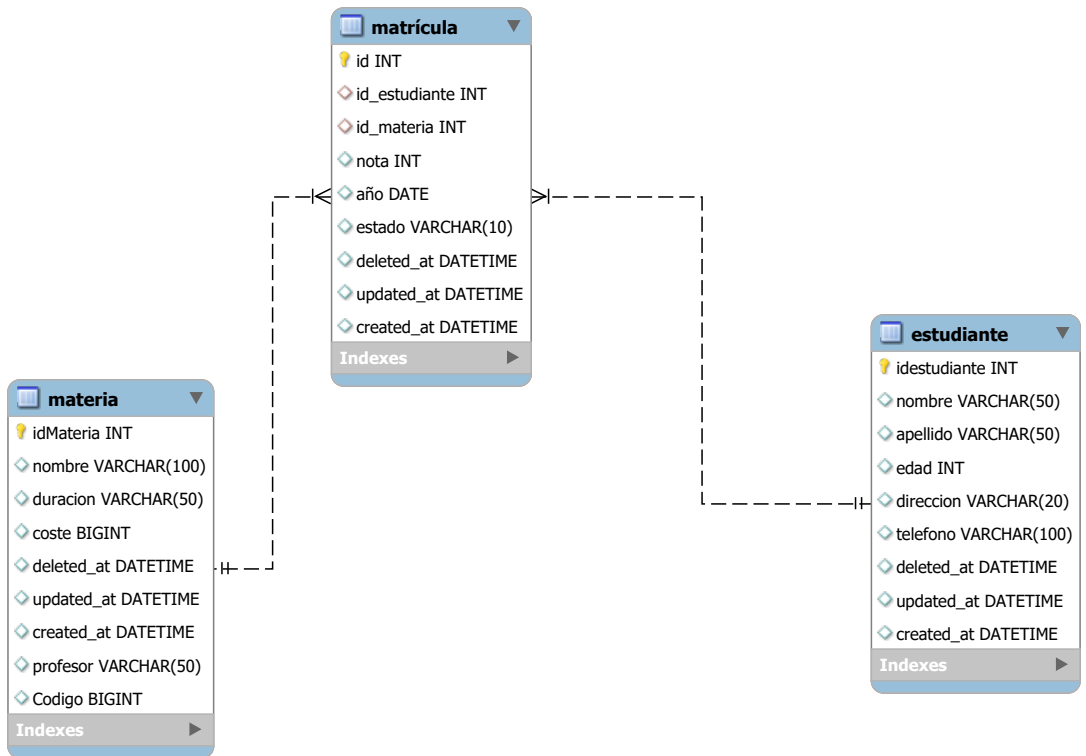 matrícula
id INT
id_estudiante INT
id_materia INT
nota INT
año DATE
estado VARCHAR(10)
deleted_at DATETIME
updated_at DATETIME
created_at DATETIME
Indexes
materia
idMateria INT
nombre VARCHAR(100)
duracion VARCHAR(50)
coste BIGINT
deleted_at DATETIME
updated_at DATETIME
created_at DATETIME
profesor VARCHAR(50)
Codigo BIGINT
Indexes
estudiante
idestudiante INT
nombre VARCHAR(50)
apellido VARCHAR(50)
edad INT
direccion VARCHAR(20)
telefono VARCHAR(100)
deleted_at DATETIME
updated_at DATETIME
created_at DATETIME
Indexes